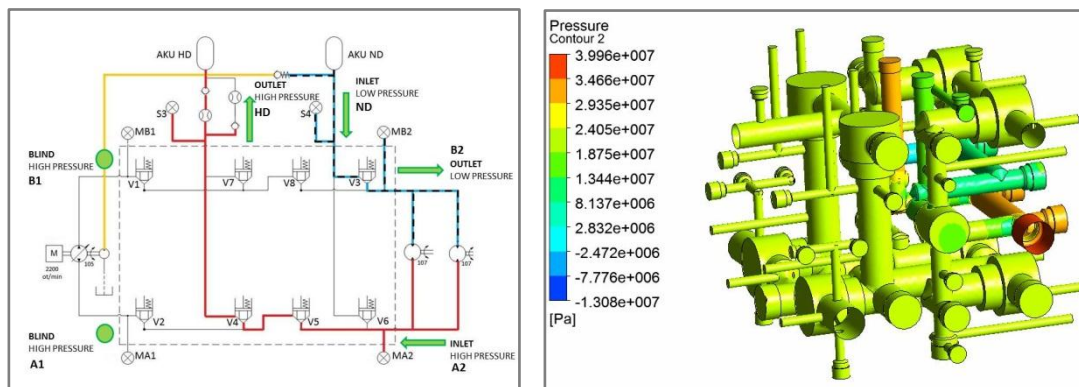 AKU HD
AKU ND
OUTLET
HIGH PRESSURE
HD
INLET
LOW PRESSURE
ND
S3
S4
MB1
MB2
BLIND
HIGH PRESSURE
B1
B2
OUTLET
LOW PRESSURE
V1
V7
V8
V3
M
2200
ot/min
105
107
107
V2
V4
V5
V6
BLIND
HIGH PRESSURE
A1
MA1
MA2
INLET
HIGH PRESSURE
A2
Pressure
Contour 2
3.996e+007
3.466e+007
2.935e+007
2.405e+007
1.875e+007
1.344e+007
8.137e+006
2.832e+006
-2.472e+006
-7.776e+006
-1.308e+007
[Pa]